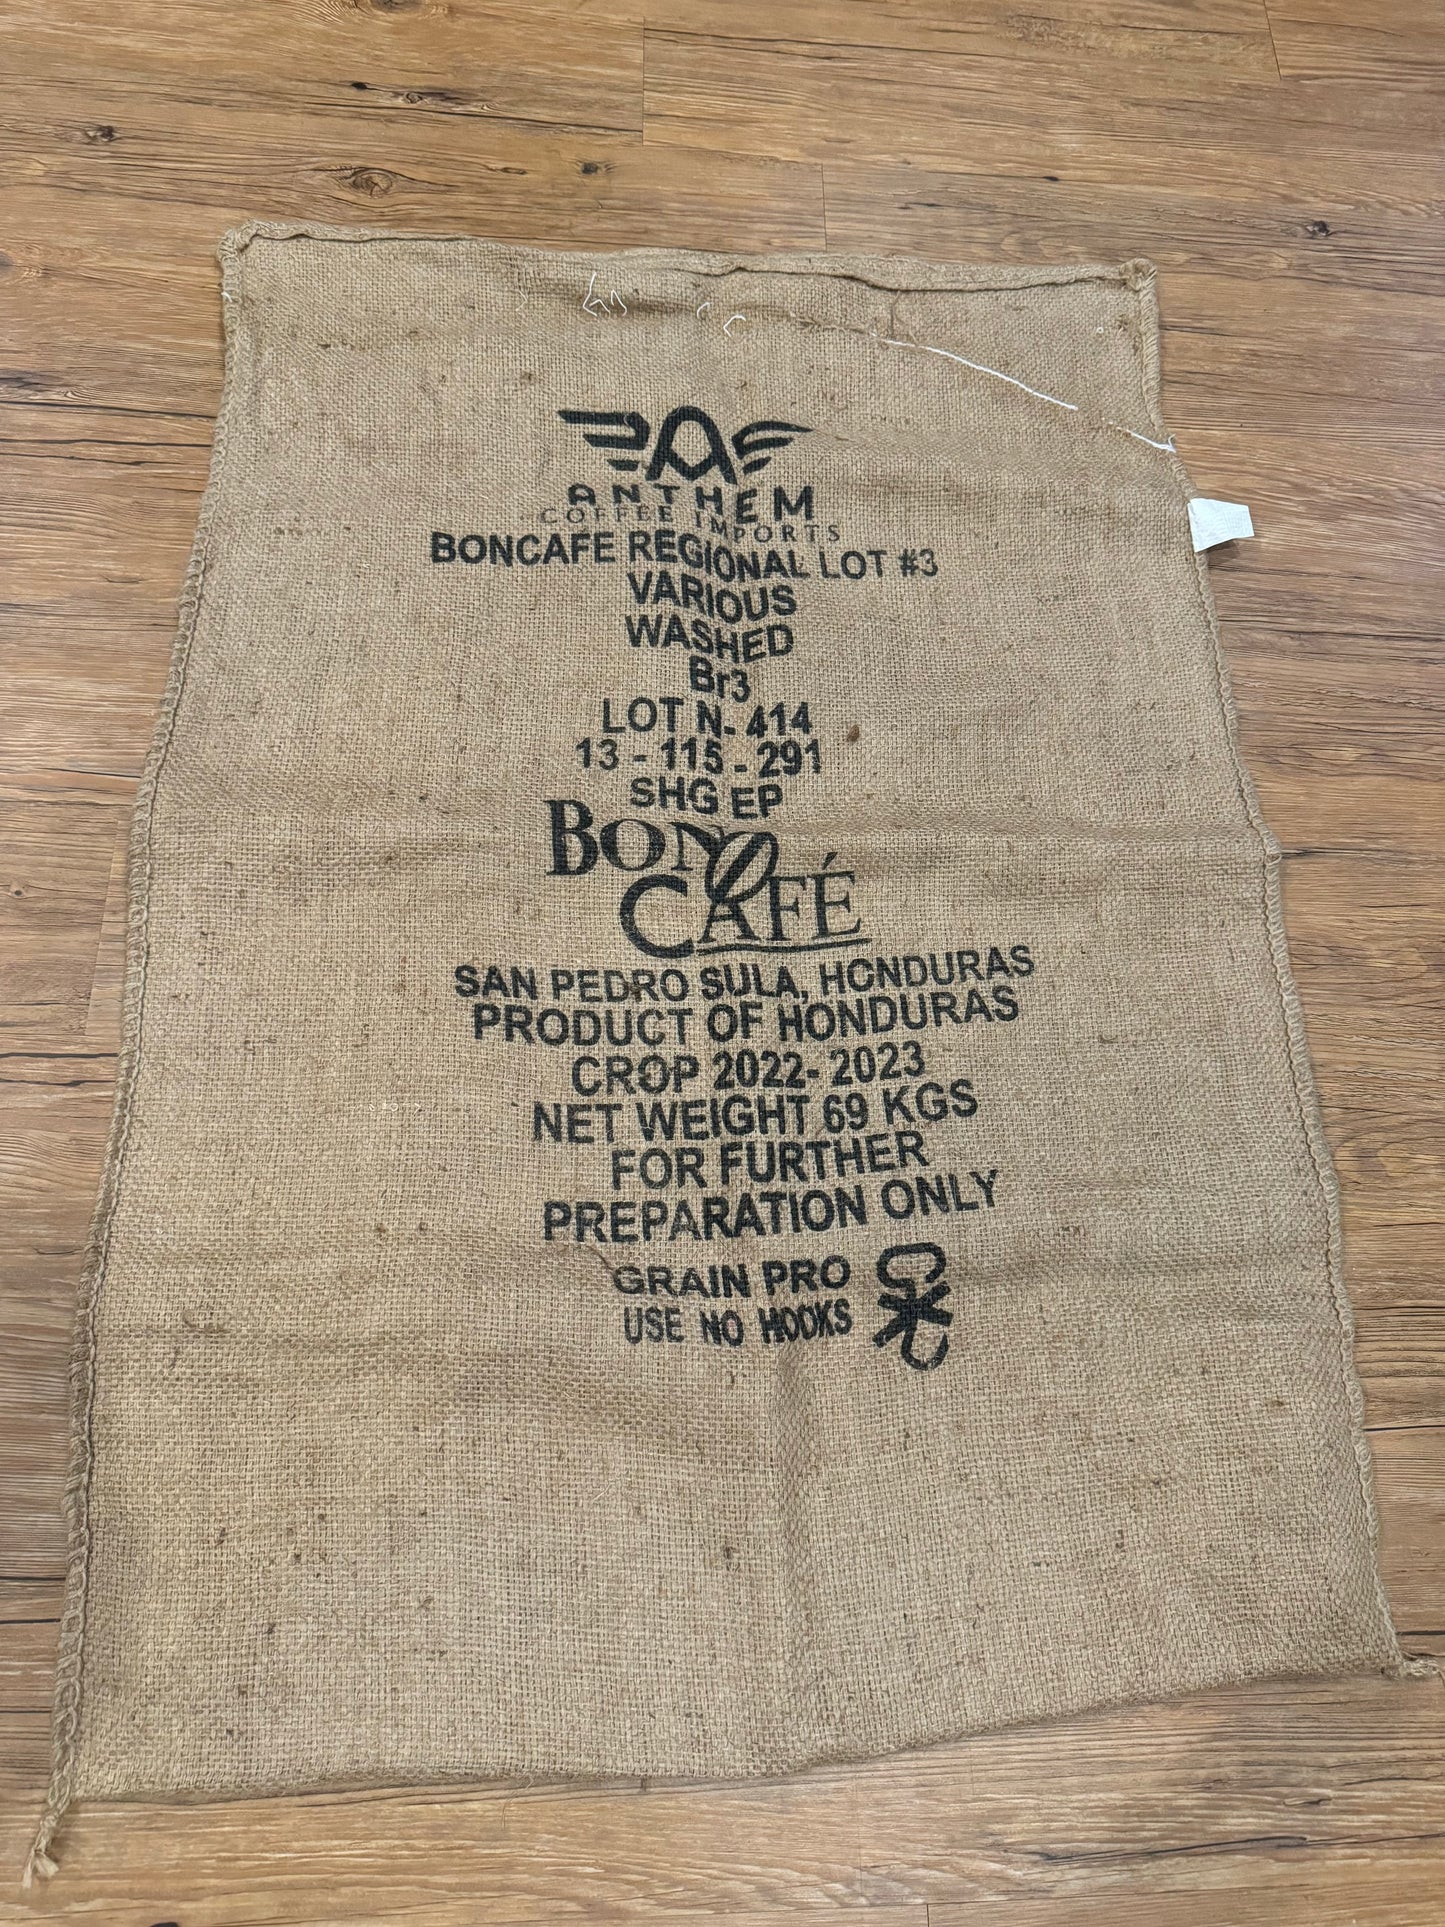 ANTHEM
COFFEE IMPORTS
BONCAFE REGIONAL LOT #3
VARIOUS
WASHED
Br3
LOT N- 414
13 - 115 - 291
SHG EP
BON
CAFÉ
SAN PEDRO SULA, HONDURAS
PRODUCT OF HONDURAS
CROP 2022-2023
NET WEIGHT 69 KGS
FOR FURTHER
PREPARATION ONLY
GRAIN PRO
USE NO HOOKS